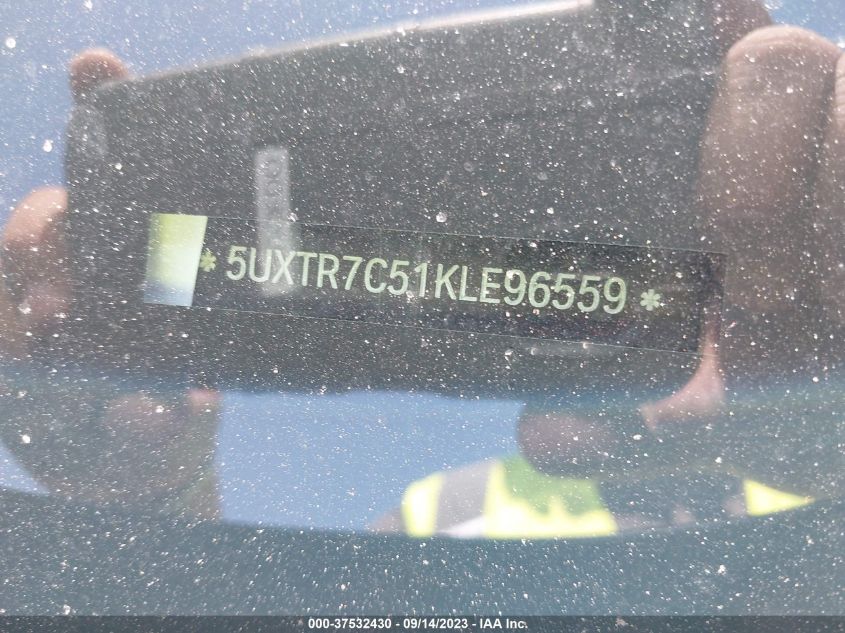 * 5UXTR7C51KLE96559 *
000-37532430 - 09/14/2023 - IAA Inc.